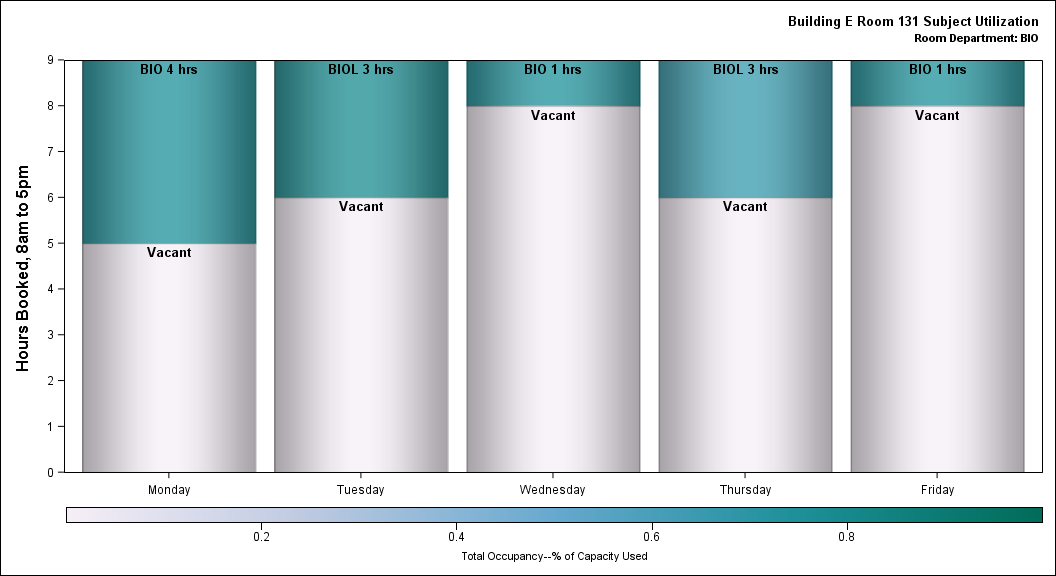 Building E Room 131 Subject Utilization
Room Department: BIO
Hours Booked, 8am to 5pm
9
8
7
6
5
4
3
2
1
0
BIO 4 hrs
BIOL 3 hrs
BIO 1 hrs
BIOL 3 hrs
BIO 1 hrs
Vacant
Vacant
Vacant
Vacant
Vacant
Monday
Tuesday
Wednesday
Thursday
Friday
0.2
0.4
0.6
0.8
Total Occupancy--% of Capacity Used